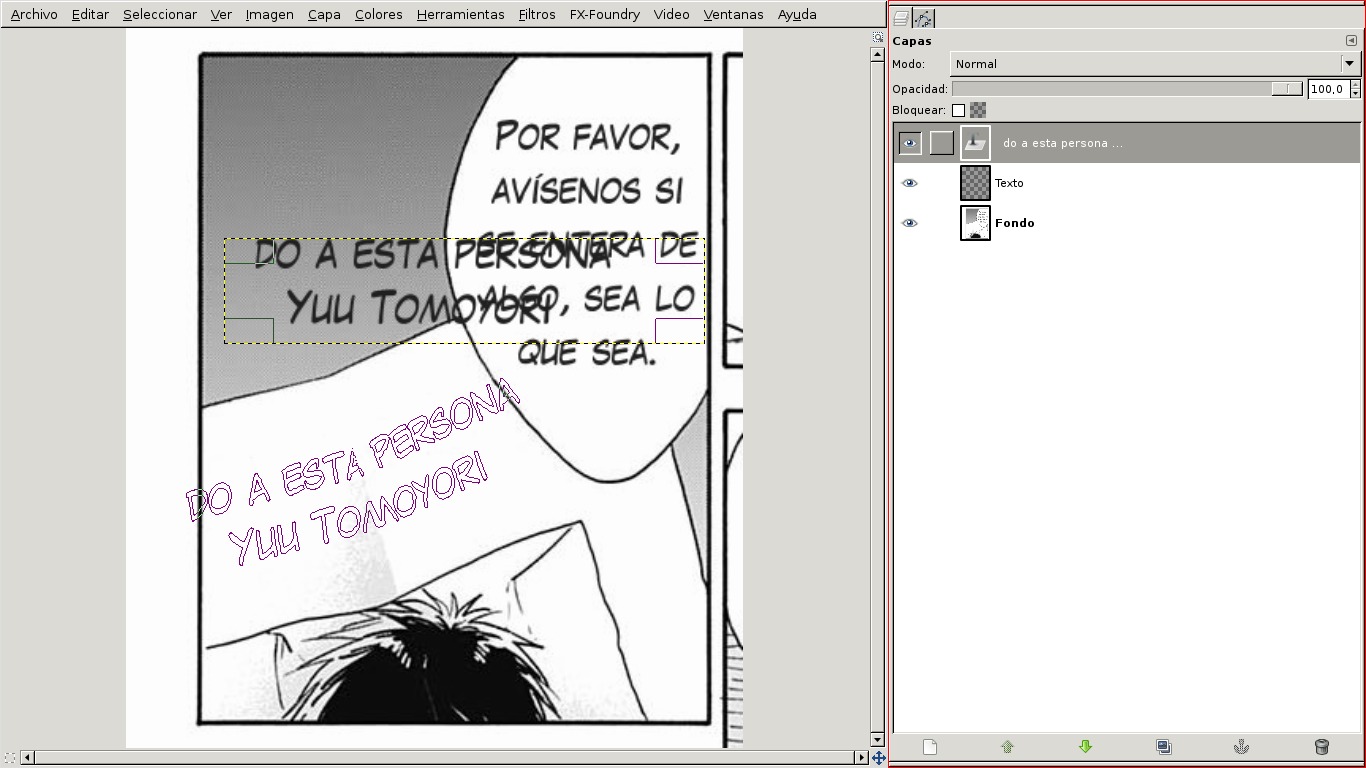 Archivo Editar Seleccionar Ver Imagen Capa Colores Herramientas Filtros FX-Foundry Video Ventanas Ayuda
Capas
Modo: Normal
Opacidad: 100,0
Bloquear:
do a esta persona ...
Texto
Fondo
POR FAVOR,
AVÍSENOS SI
SE ENTERA DE
ALGO, SEA LO
QUE SEA.
DO A ESTA PERSONA
YUU TOMOYORI
DO A ESTA PERSONA
YUU TOMOYORI